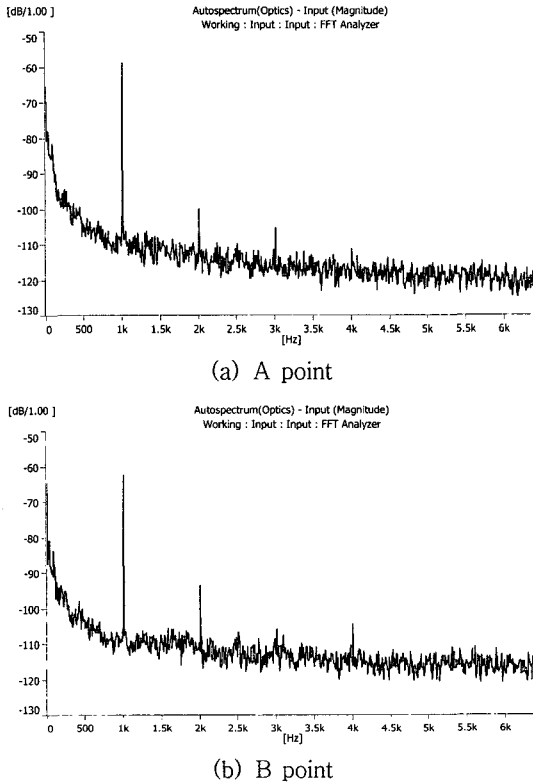 [dB/1.00 ]
Autospectrum(Optics) - Input (Magnitude)
Working : Input : Input : FFT Analyzer
-50
-60
-70
-80
-90
-100
-110
-120
-130
0 500 1k 1.5k 2k 2.5k 3k 3.5k 4k 4.5k 5k 5.5k 6k
[Hz]
(a) A point
[dB/1.00 ]
Autospectrum(Optics) - Input (Magnitude)
Working : Input : Input : FFT Analyzer
-50
-60
-70
-80
-90
-100
-110
-120
-130
0 500 1k 1.5k 2k 2.5k 3k 3.5k 4k 4.5k 5k 5.5k 6k
[Hz]
(b) B point